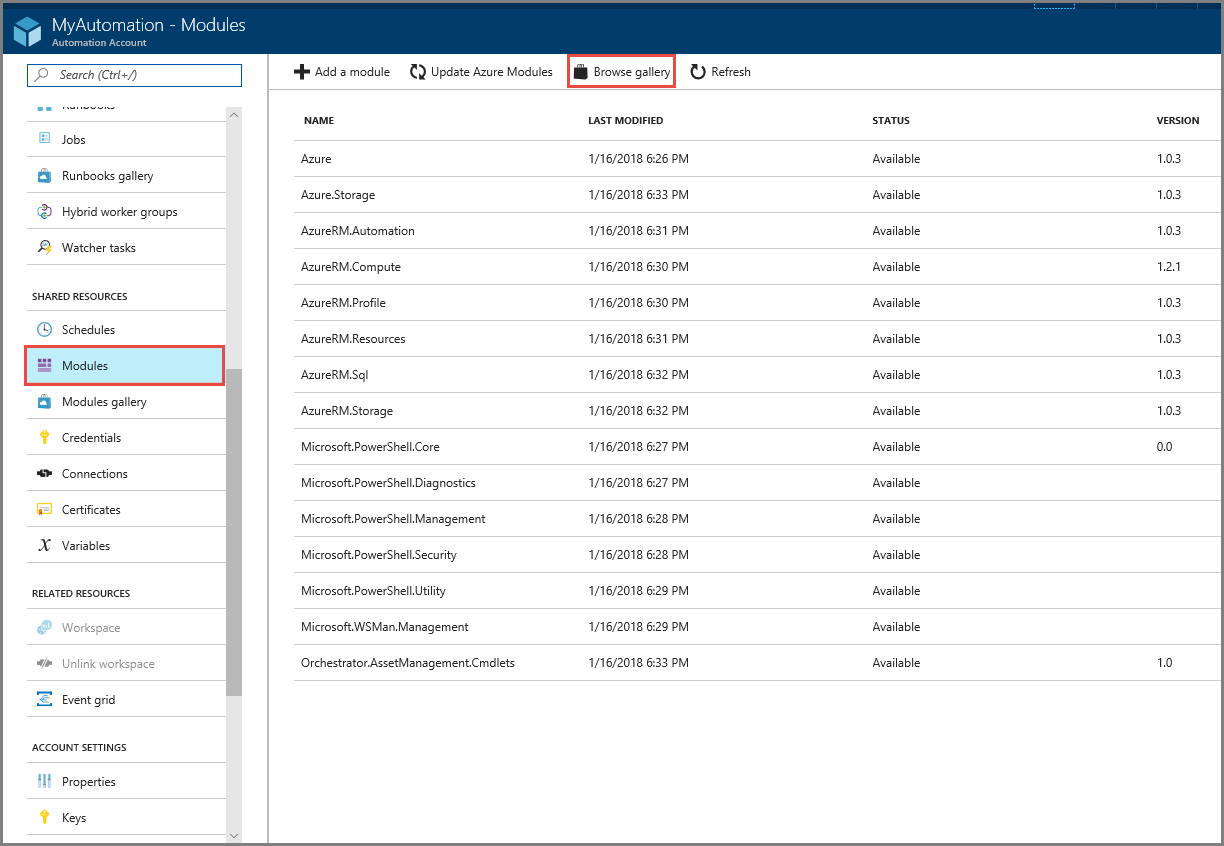 MyAutomation - Modules
Automation Account
Search (Ctrl+/)
Runbooks
Jobs
Runbooks gallery
Hybrid worker groups
Watcher tasks
SHARED RESOURCES
Schedules
Modules
Modules gallery
Credentials
Connections
Certificates
Variables
RELATED RESOURCES
Workspace
Unlink workspace
Event grid
ACCOUNT SETTINGS
Properties
Keys
Add a module Update Azure Modules Browse gallery Refresh
NAME LAST MODIFIED STATUS VERSION
Azure 1/16/2018 6:26 PM Available 1.0.3
Azure.Storage 1/16/2018 6:33 PM Available 1.0.3
AzureRM.Automation 1/16/2018 6:31 PM Available 1.0.3
AzureRM.Compute 1/16/2018 6:30 PM Available 1.2.1
AzureRM.Profile 1/16/2018 6:30 PM Available 1.0.3
AzureRM.Resources 1/16/2018 6:31 PM Available 1.0.3
AzureRM.Sql 1/16/2018 6:32 PM Available 1.0.3
AzureRM.Storage 1/16/2018 6:32 PM Available 1.0.3
Microsoft.PowerShell.Core 1/16/2018 6:27 PM Available 0.0
Microsoft.PowerShell.Diagnostics 1/16/2018 6:27 PM Available
Microsoft.PowerShell.Management 1/16/2018 6:28 PM Available
Microsoft.PowerShell.Security 1/16/2018 6:28 PM Available
Microsoft.PowerShell.Utility 1/16/2018 6:29 PM Available
Microsoft.WSMan.Management 1/16/2018 6:29 PM Available
Orchestrator.AssetManagement.Cmdlets 1/16/2018 6:33 PM Available 1.0